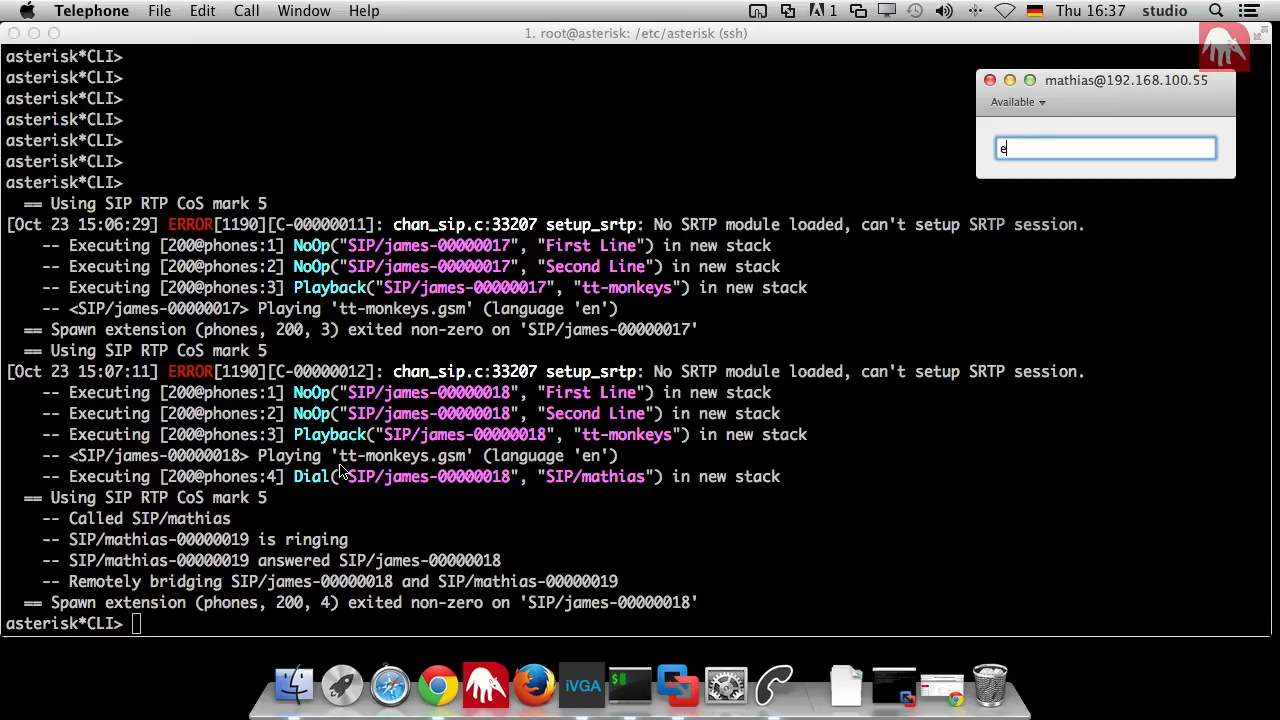 Telephone File Edit Call Window Help 1 Thu 16:37 studio
1. root@asterisk: /etc/asterisk (ssh)
mathias@192.168.100.55
Available
e
asterisk*CLI>
asterisk*CLI>
asterisk*CLI>
asterisk*CLI>
asterisk*CLI>
asterisk*CLI>
asterisk*CLI>
== Using SIP RTP CoS mark 5
[Oct 23 15:06:29] ERROR[1190][C-00000011]: chan_sip.c:33207 setup_srtp: No SRTP module loaded, can't setup SRTP session.
-- Executing [200@phones:1] NoOp("SIP/james-00000017", "First Line") in new stack
-- Executing [200@phones:2] NoOp("SIP/james-00000017", "Second Line") in new stack
-- Executing [200@phones:3] Playback("SIP/james-00000017", "tt-monkeys") in new stack
-- <SIP/james-00000017> Playing 'tt-monkeys.gsm' (language 'en')
== Spawn extension (phones, 200, 3) exited non-zero on 'SIP/james-00000017'
== Using SIP RTP CoS mark 5
[Oct 23 15:07:11] ERROR[1190][C-00000012]: chan_sip.c:33207 setup_srtp: No SRTP module loaded, can't setup SRTP session.
-- Executing [200@phones:1] NoOp("SIP/james-00000018", "First Line") in new stack
-- Executing [200@phones:2] NoOp("SIP/james-00000018", "Second Line") in new stack
-- Executing [200@phones:3] Playback("SIP/james-00000018", "tt-monkeys") in new stack
-- <SIP/james-00000018> Playing 'tt-monkeys.gsm' (language 'en')
-- Executing [200@phones:4] Dial("SIP/james-00000018", "SIP/mathias") in new stack
== Using SIP RTP CoS mark 5
-- Called SIP/mathias
-- SIP/mathias-00000019 is ringing
-- SIP/mathias-00000019 answered SIP/james-00000018
-- Remotely bridging SIP/james-00000018 and SIP/mathias-00000019
== Spawn extension (phones, 200, 4) exited non-zero on 'SIP/james-00000018'
asterisk*CLI>
iVGA
$